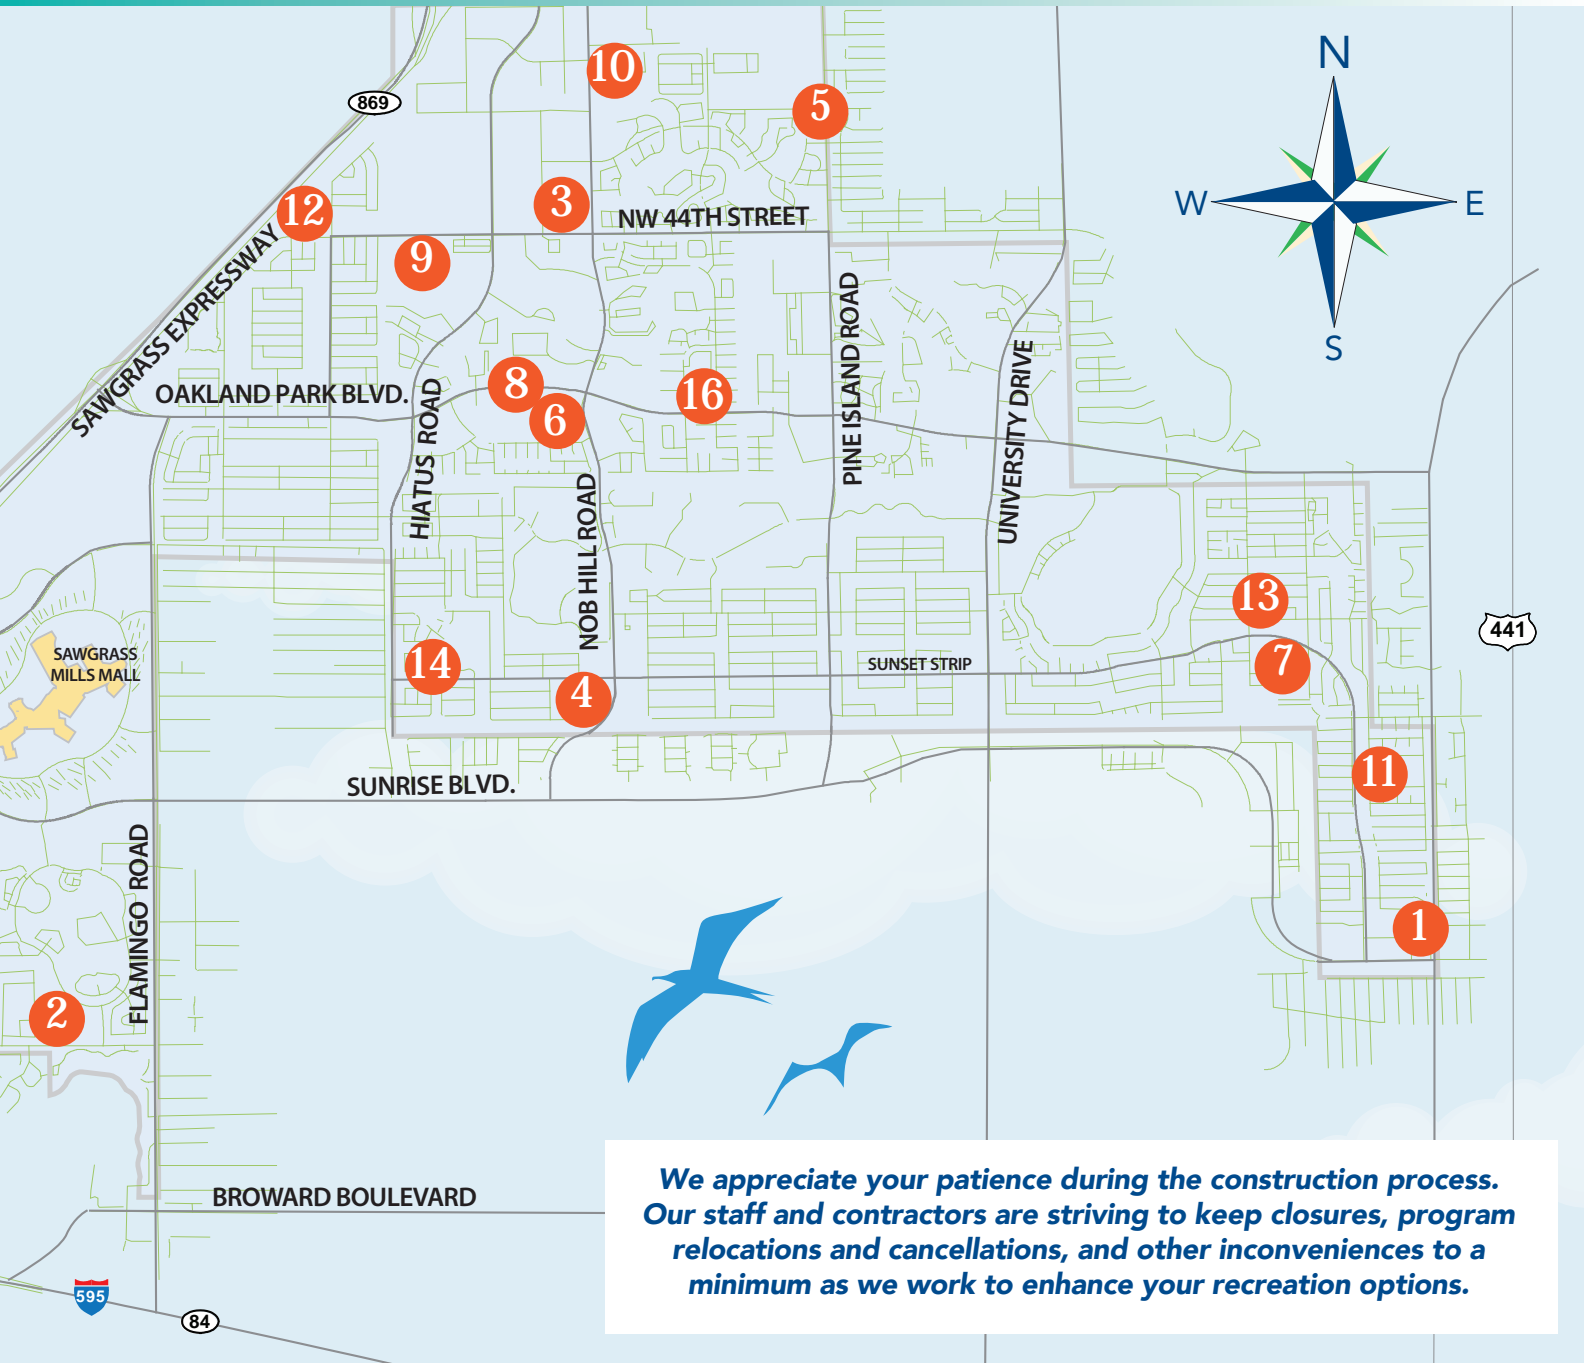 N
10
869
5
W
E
12
3
NW 44TH STREET
9
S
SAWGRASS EXPRESSWAY
PINE ISLAND ROAD
UNIVERSITY DRIVE
OAKLAND PARK BLVD.
8
16
6
HIATUS ROAD
NOB HILL ROAD
13
441
SAWGRASS
MILLS MALL
14
SUNSET STRIP
7
4
11
SUNRISE BLVD.
FLAMINGO ROAD
1
2
BROWARD BOULEVARD
We appreciate your patience during the construction process.
Our staff and contractors are striving to keep closures, program
relocations and cancellations, and other inconveniences to a
minimum as we work to enhance your recreation options.
595
84